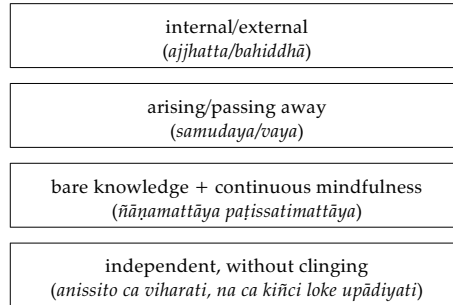 internal/external
(ajjhatta/bahiddhā)
arising/passing away
(samudaya/vaya)
bare knowledge + continuous mindfulness
(ñāṇamattāya paṭissatimattāya)
independent, without clinging
(anissito ca viharati, na ca kiñci loke upādiyati)